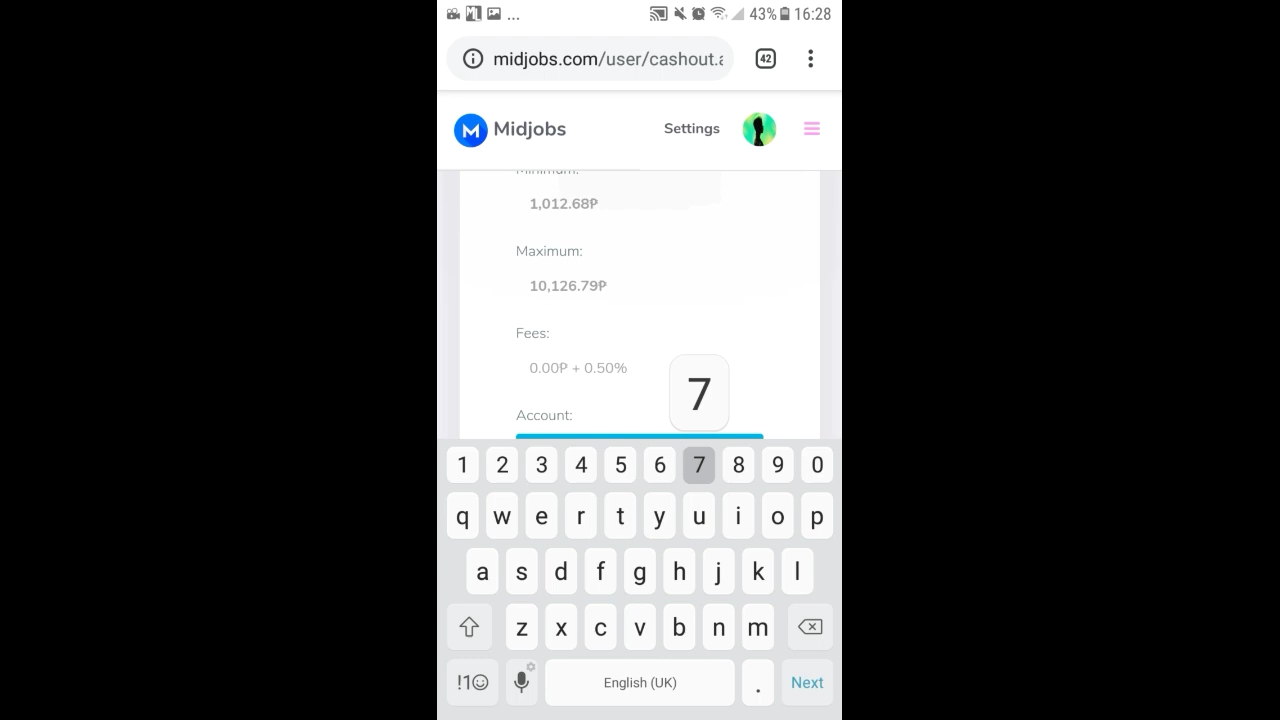 ... 43% 16:28
midjobs.com/user/cashout.a
42
M Midjobs Settings
Minimum:
1,012.68₱
Maximum:
10,126.79₱
Fees:
0.00₱ + 0.50%
Account:
7
1 2 3 4 5 6 7 8 9 0
q w e r t y u i o p
a s d f g h j k l
z x c v b n m
!1☺ English (UK) . Next